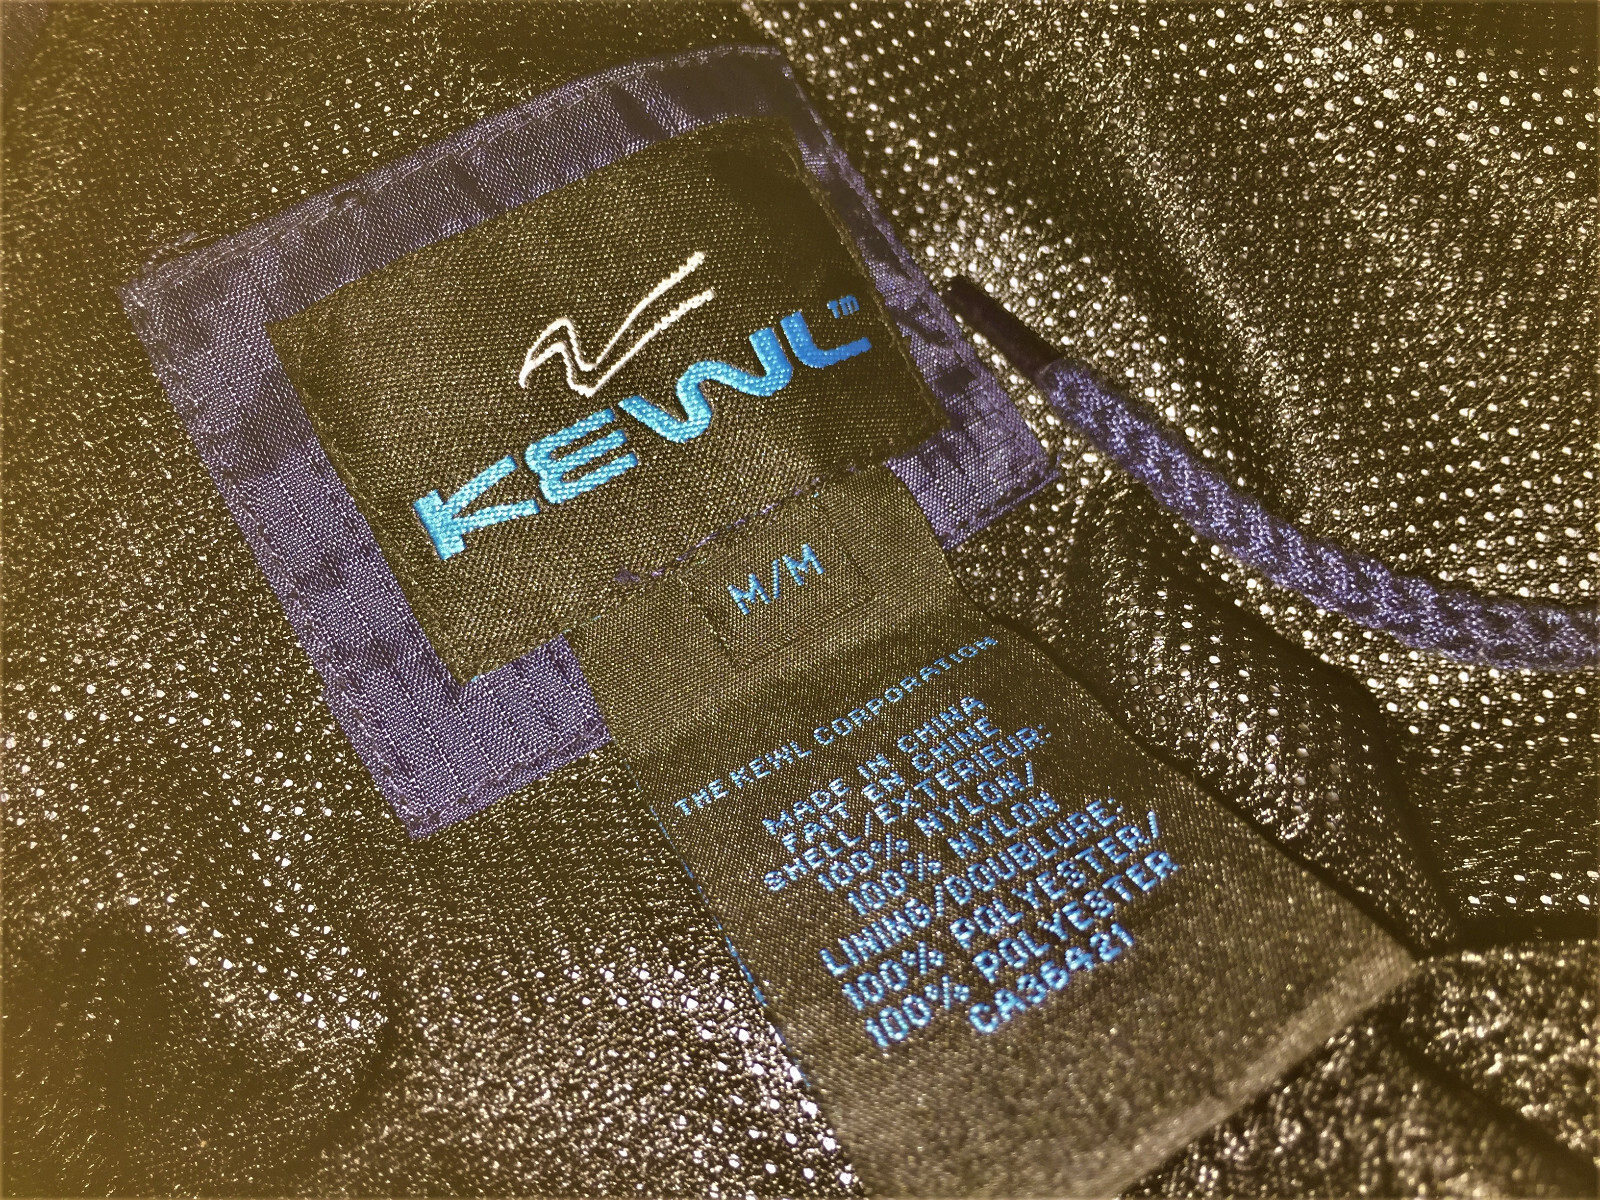 KEWL™
M/M
THE KEWL CORPORATION
MADE IN CHINA
FAIT EN CHINE
SHELL/EXTERIEUR:
100% NYLON/
100% NYLON
LINING/DOUBLURE:
100% POLYESTER/
100% POLYESTER
CA36421